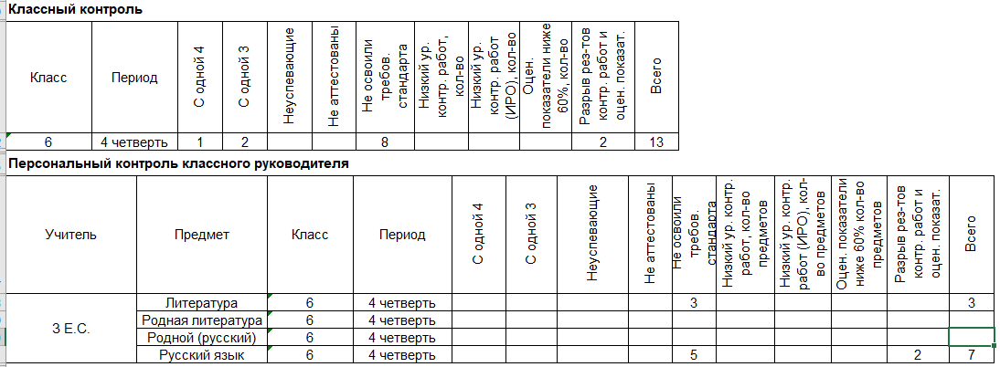 Классный контроль
Класс
Период
С одной 4
С одной 3
Неуспевающие
Не аттестованы
Не освоили
требов.
стандарта
Низкий ур.
контр. работ,
кол-во
Низкий ур.
контр. работ
(ИРО), кол-во
Оцен.
показатели ниже
60%, кол-во
Разрыв рез-тов
контр. работ и
оцен. показат.
Всего
6 4 четверть 1 2 8 2 13
Персональный контроль классного руководителя
Учитель
Предмет
Класс
Период
С одной 4
С одной 3
Неуспевающие
Не аттестованы
Не освоили
требов.
стандарта
Низкий ур. контр.
работ, кол-во
предметов
Низкий ур. контр.
работ (ИРО), кол-
во предметов
Оцен. показатели
ниже 60% кол-во
предметов
Разрыв рез-тов
контр. работ и
оцен. показат.
Всего
З Е.С.
Литература 6 4 четверть 3 3
Родная литература 6 4 четверть
Родной (русский) 6 4 четверть
Русский язык 6 4 четверть 5 2 7